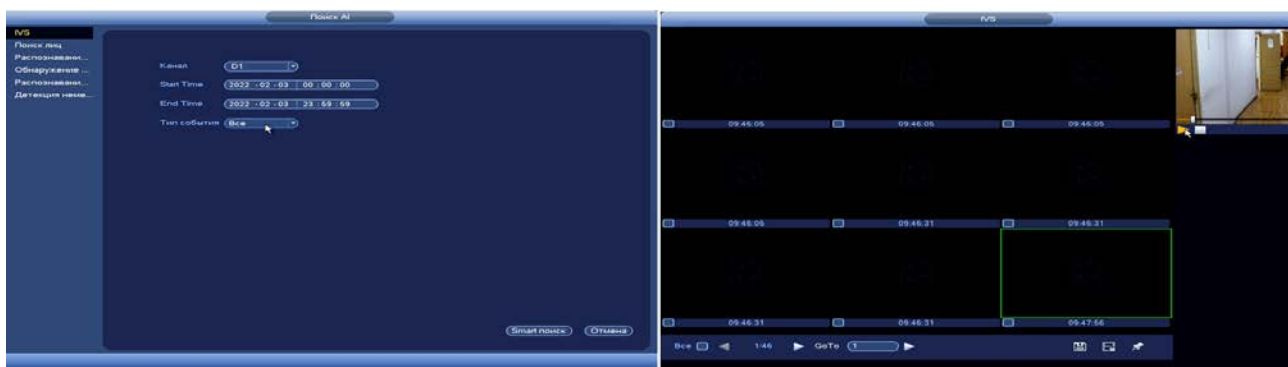 Поиск AI
IVS
Поиск лиц
Распознавани...
Обнаружение ...
Распознавани...
Детекция неме...
Канал D1
Start Time 2022 - 02 - 03 00 : 00 : 00
End Time 2022 - 02 - 03 23 : 59 : 59
Тип события Все
Smart поиск Отмена
IVS
09:46:05 09:46:05 09:46:05
09:46:05 09:46:31 09:46:31
09:46:31 09:46:31 09:47:56
Все 1/46 GoTo 1